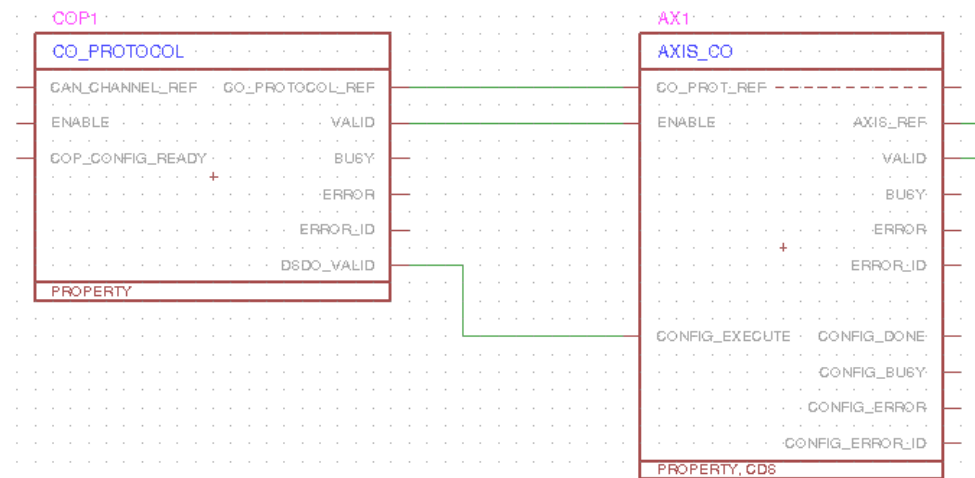 COP1
CO_PROTOCOL
CAN_CHANNEL_REF CO_PROTOCOL_REF
ENABLE VALID
COP_CONFIG_READY BUSY
ERROR
ERROR_ID
DSDO_VALID
PROPERTY
AX1
AXIS_CO
CO_PROT_REF
ENABLE AXIS_REF
VALID
BUSY
ERROR
ERROR_ID
CONFIG_EXECUTE CONFIG_DONE
CONFIG_BUSY
CONFIG_ERROR
CONFIG_ERROR_ID
PROPERTY, CDS